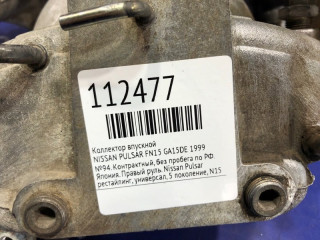 112477
Коллектор впускной
NISSAN PULSAR FN15 GA15DE 1999
№94. Контрактный, без пробега по РФ.
Япония. Правый руль. Nissan Pulsar
рестайлинг, универсал, 5 поколение, N15